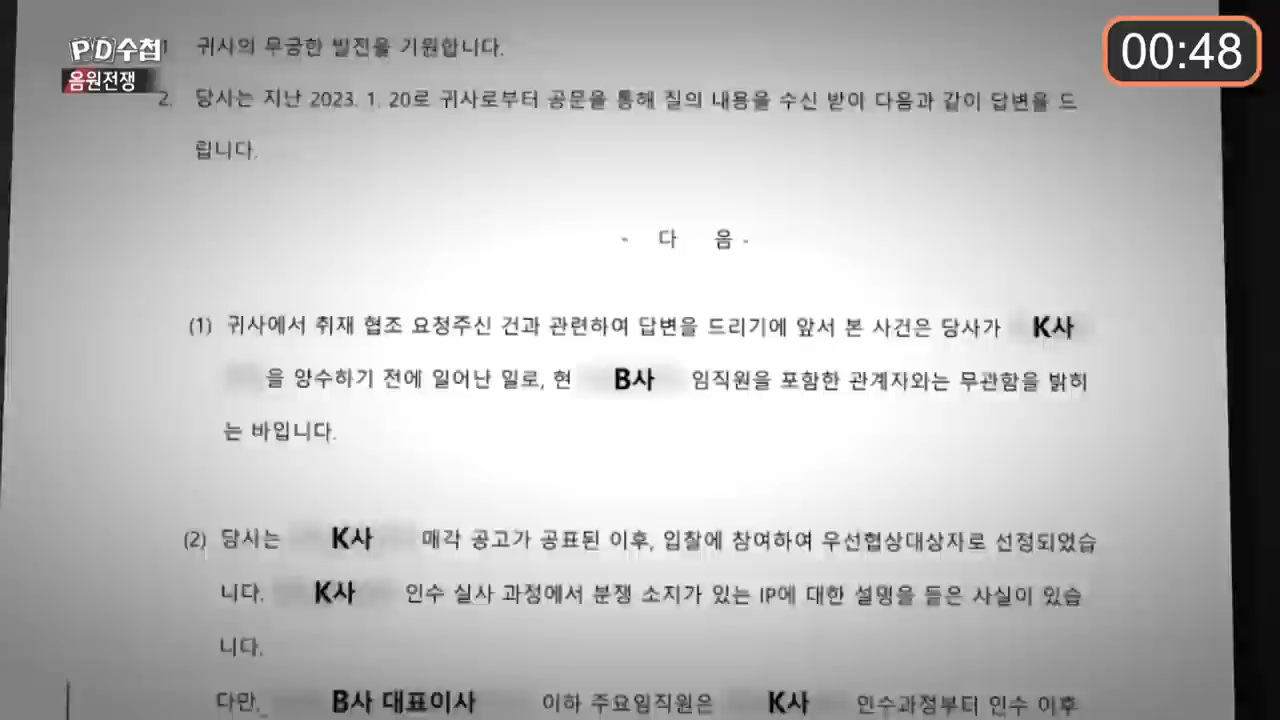 PD수첩
음원전쟁
00:48
귀사의 무궁한 발전을 기원합니다.
2. 당사는 지난 2023. 1. 20로 귀사로부터 공문을 통해 질의 내용을 수신 받아 다음과 같이 답변을 드
립니다.
- 다 음 -
(1) 귀사에서 취재 협조 요청주신 건과 관련하여 답변을 드리기에 앞서 본 사건은 당사가 K사
을 양수하기 전에 일어난 일로, 현 B사 임직원을 포함한 관계자와는 무관함을 밝히
는 바입니다.
(2) 당사는 K사 매각 공고가 공표된 이후, 입찰에 참여하여 우선협상대상자로 선정되었습
니다. K사 인수 실사 과정에서 분쟁 소지가 있는 IP에 대한 설명을 들은 사실이 있습
니다.
다만, B사 대표이사 이하 주요임직원은 K사 인수과정부터 인수 이후